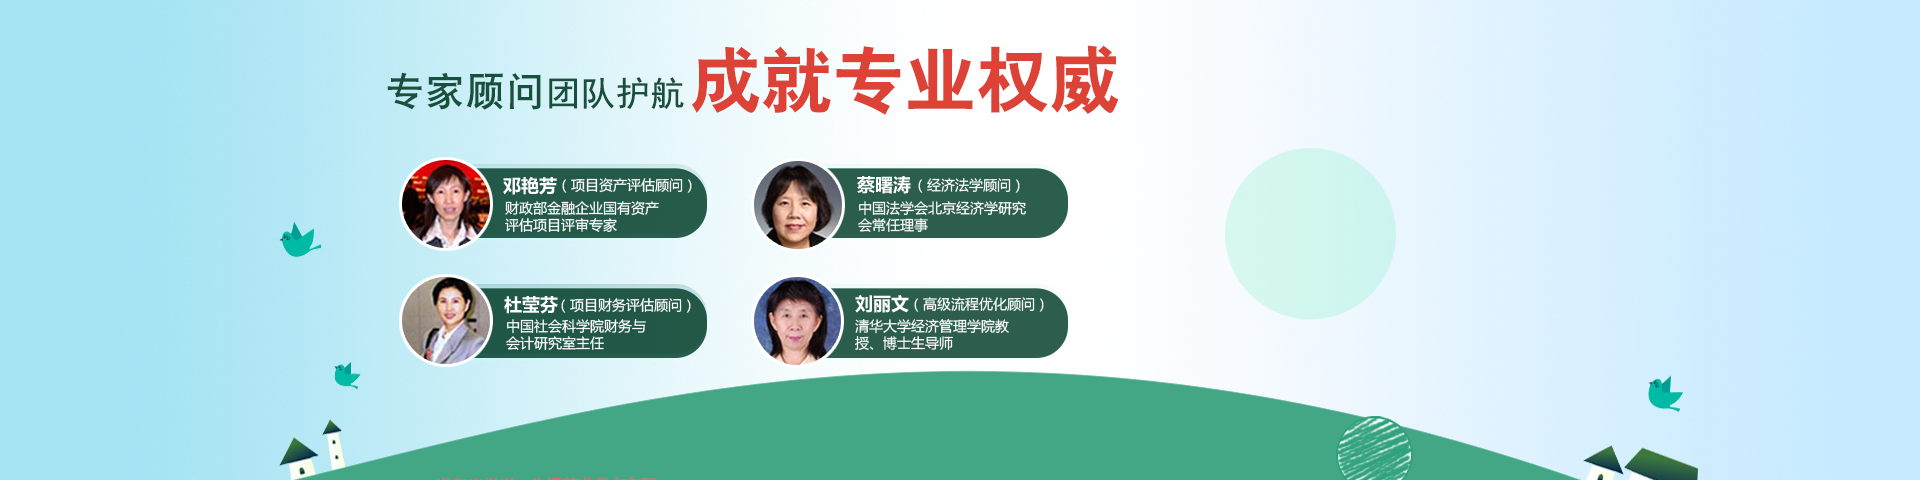 专家顾问团队护航 成就专业权威
邓艳芳（项目资产评估顾问）
财政部金融企业国有资产
评估项目评审专家
蔡曙涛（经济法学顾问）
中国法学会北京经济学研究
会常任理事
杜莹芬（项目财务评估顾问）
中国社会科学院财务与
会计研究室主任
刘丽文（高级流程优化顾问）
清华大学经济管理学院教
授、博士生导师